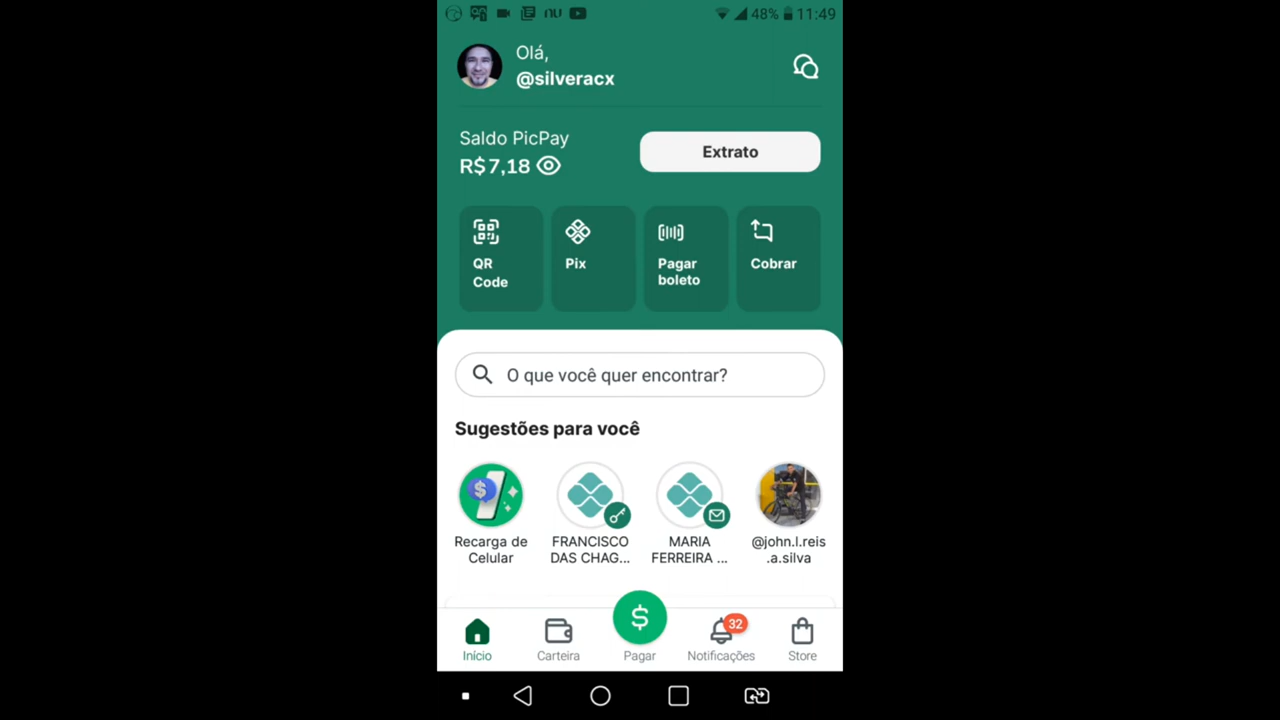 48% 11:49
Olá,
@silveracx
Saldo PicPay
R$7,18
Extrato
QR
Code
Pix
Pagar
boleto
Cobrar
O que você quer encontrar?
Sugestões para você
Recarga de
Celular
FRANCISCO
DAS CHAG...
MARIA
FERREIRA ...
@john.l.reis
.a.silva
32
Início
Carteira
Pagar
Notificações
Store